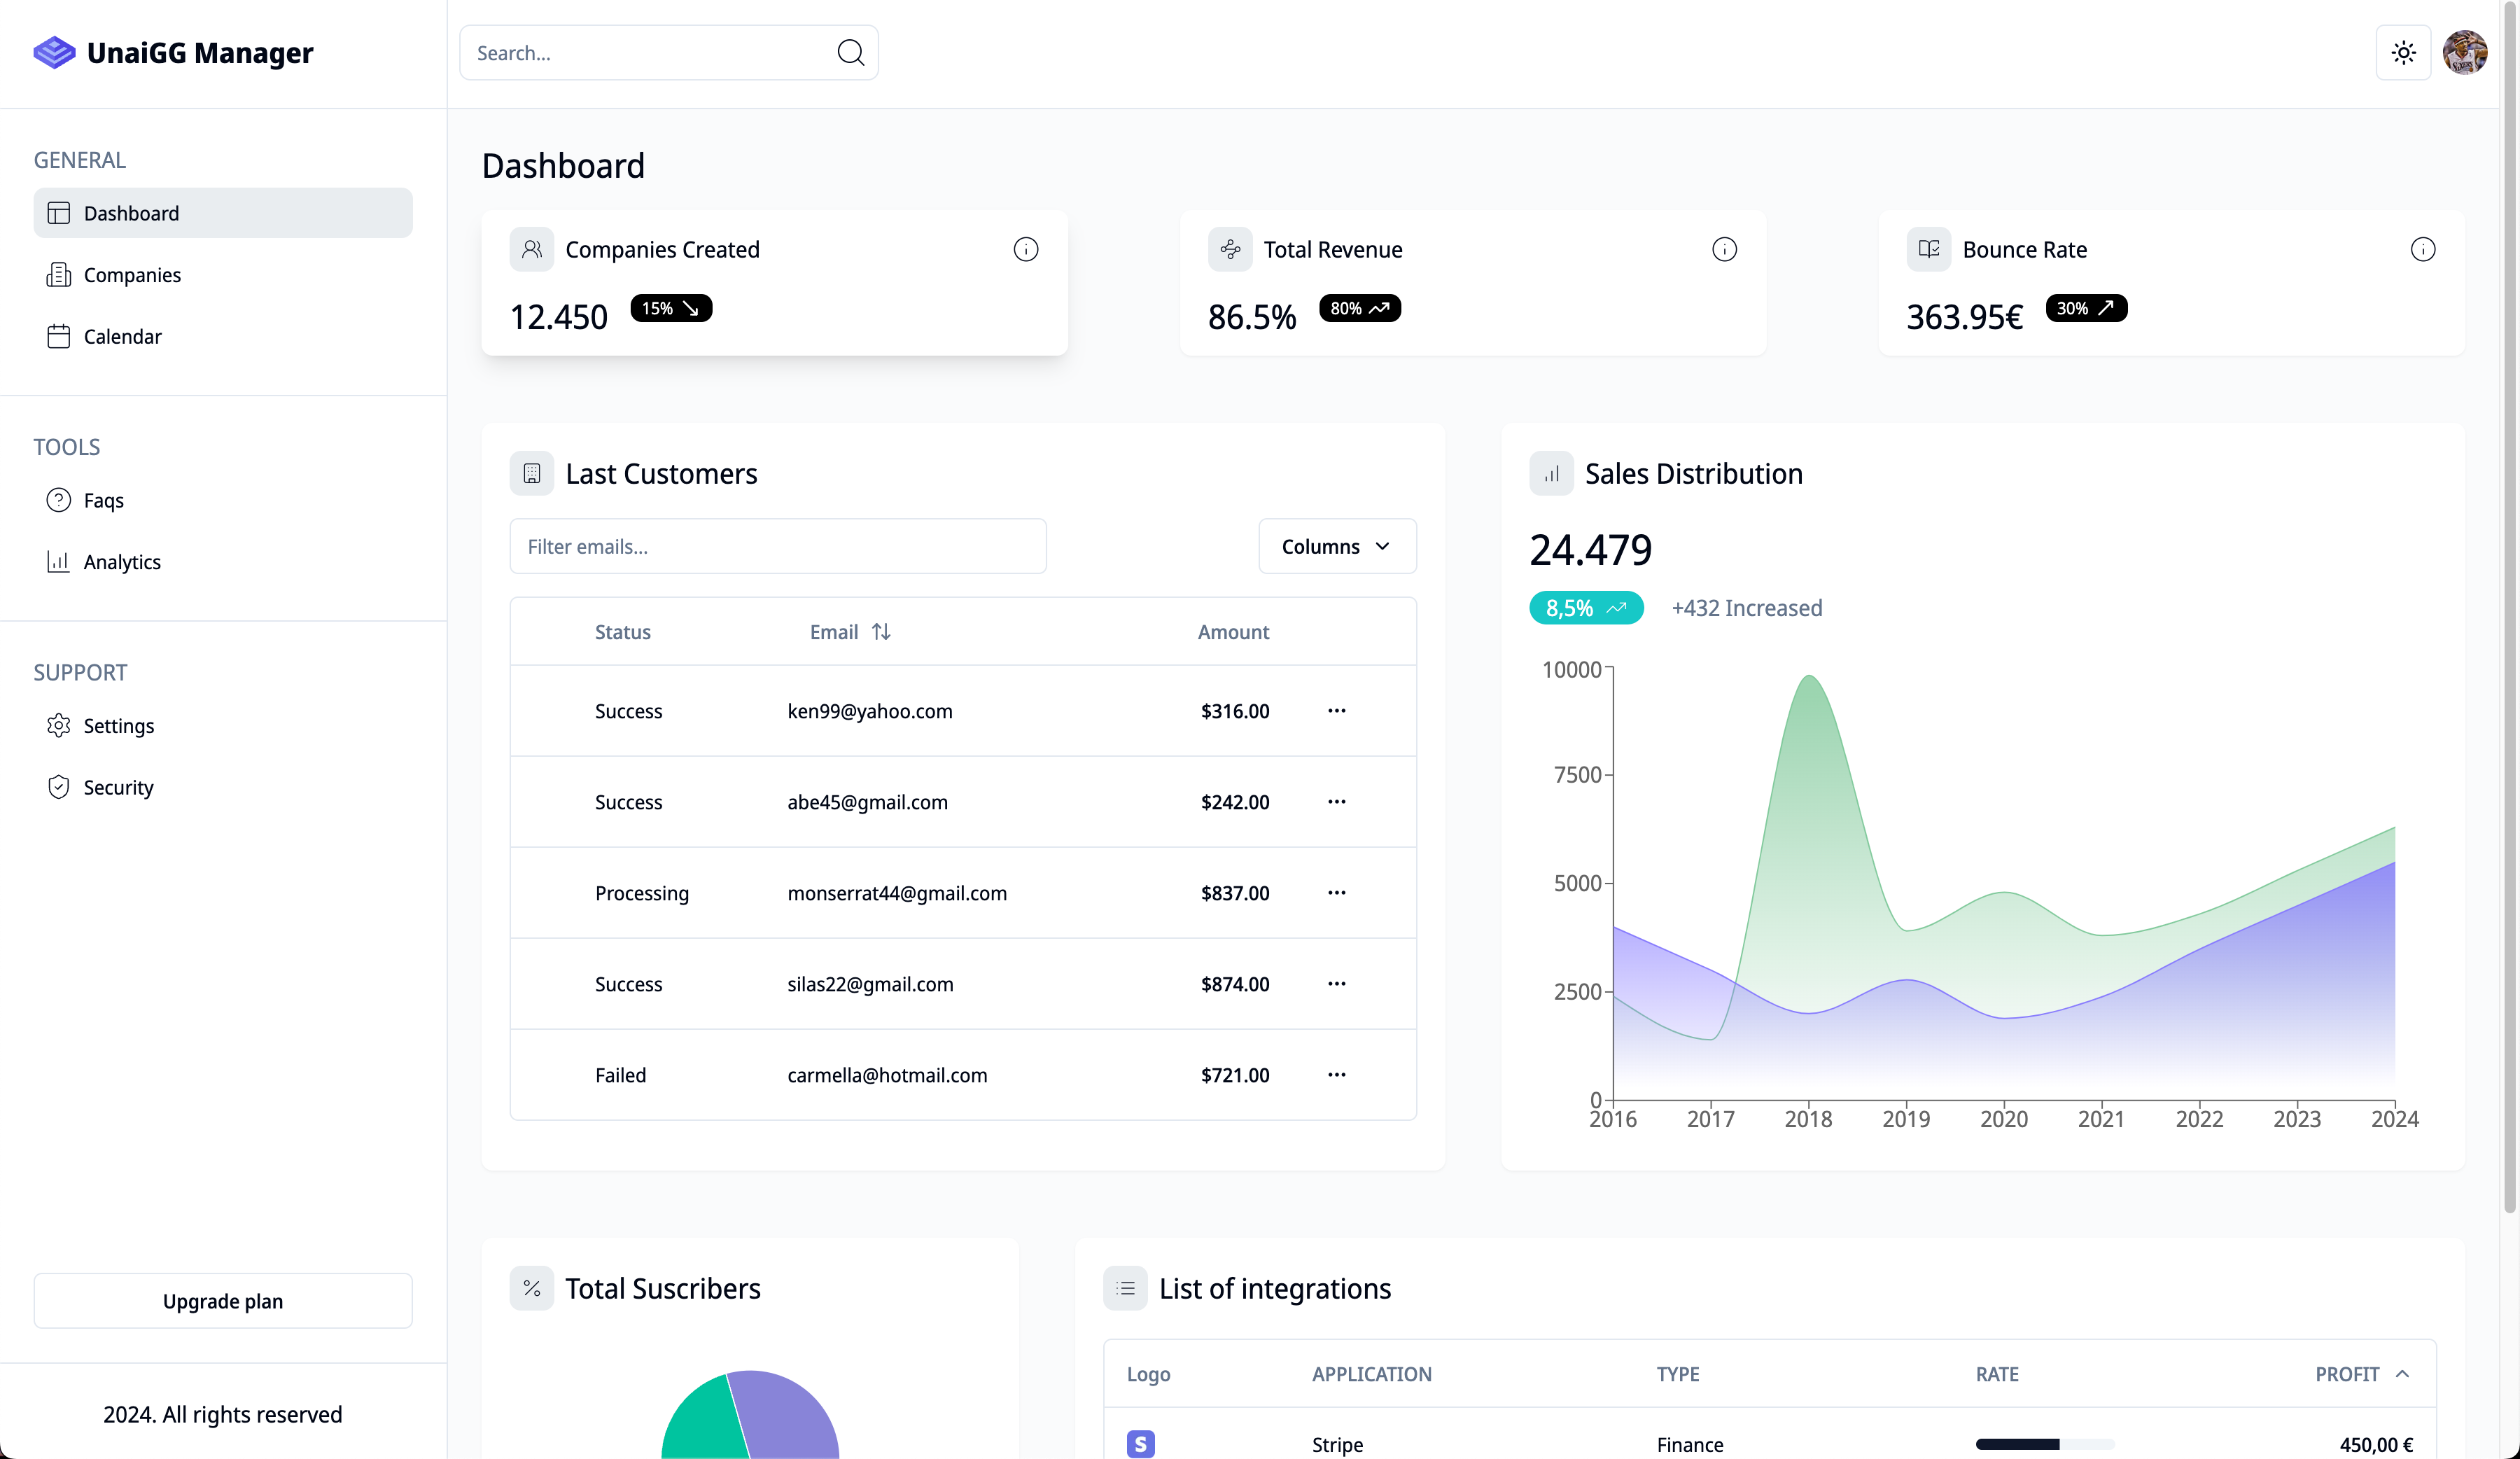 UnaiGG Manager
Search...
GENERAL
Dashboard
Companies
Calendar
TOOLS
Faqs
Analytics
SUPPORT
Settings
Security
Upgrade plan
2024. All rights reserved
Dashboard
Companies Created
12.450 15%
Total Revenue
86.5% 80%
Bounce Rate
363.95€ 30%
Last Customers
Filter emails...
Columns
Status Email Amount
Success ken99@yahoo.com $316.00
Success abe45@gmail.com $242.00
Processing monserrat44@gmail.com $837.00
Success silas22@gmail.com $874.00
Failed carmella@hotmail.com $721.00
Sales Distribution
24.479
8,5% +432 Increased
10000
7500
5000
2500
0
2016 2017 2018 2019 2020 2021 2022 2023 2024
Total Suscribers
List of integrations
Logo APPLICATION TYPE RATE PROFIT
S Stripe Finance 450,00 €